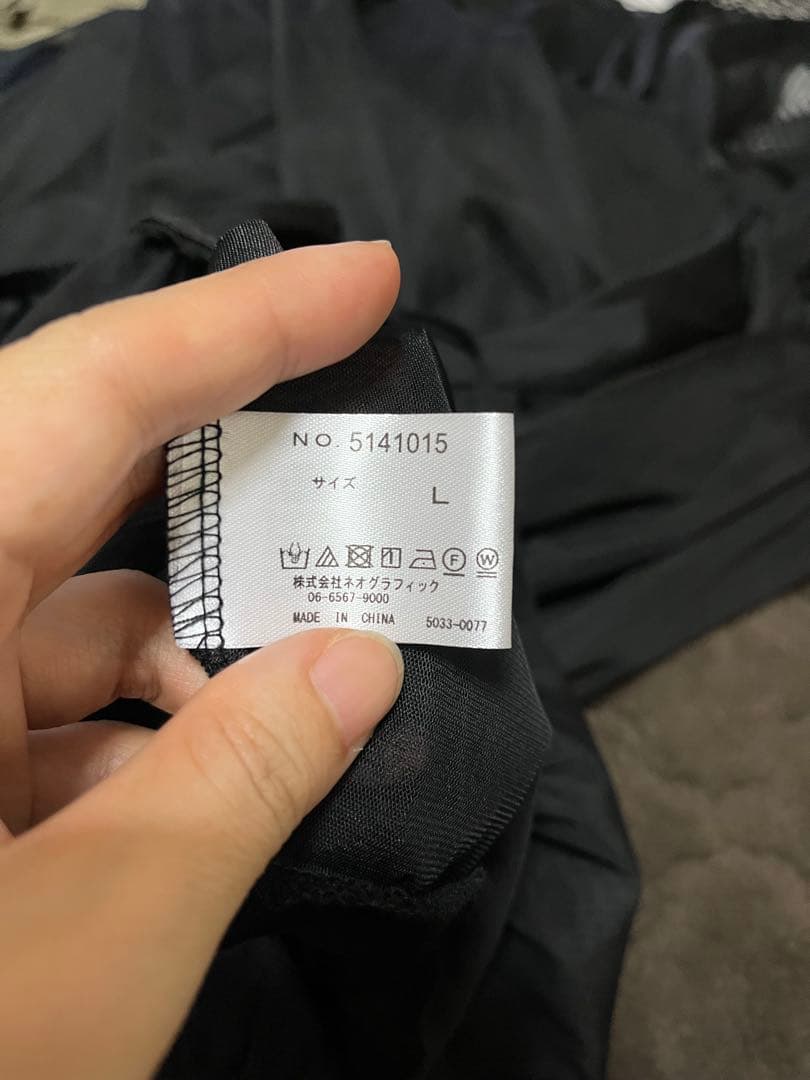 NO. 5141015
サイズ L
F W
株式会社ネオグラフィック
06-6567-9000
MADE IN CHINA 5033-0077